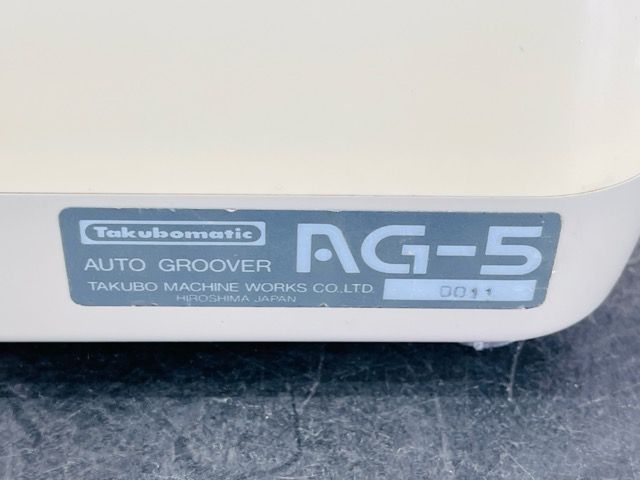 Takubomatic
AUTO GROOVER AG-5
TAKUBO MACHINE WORKS CO.,LTD. 0011
HIROSHIMA JAPAN